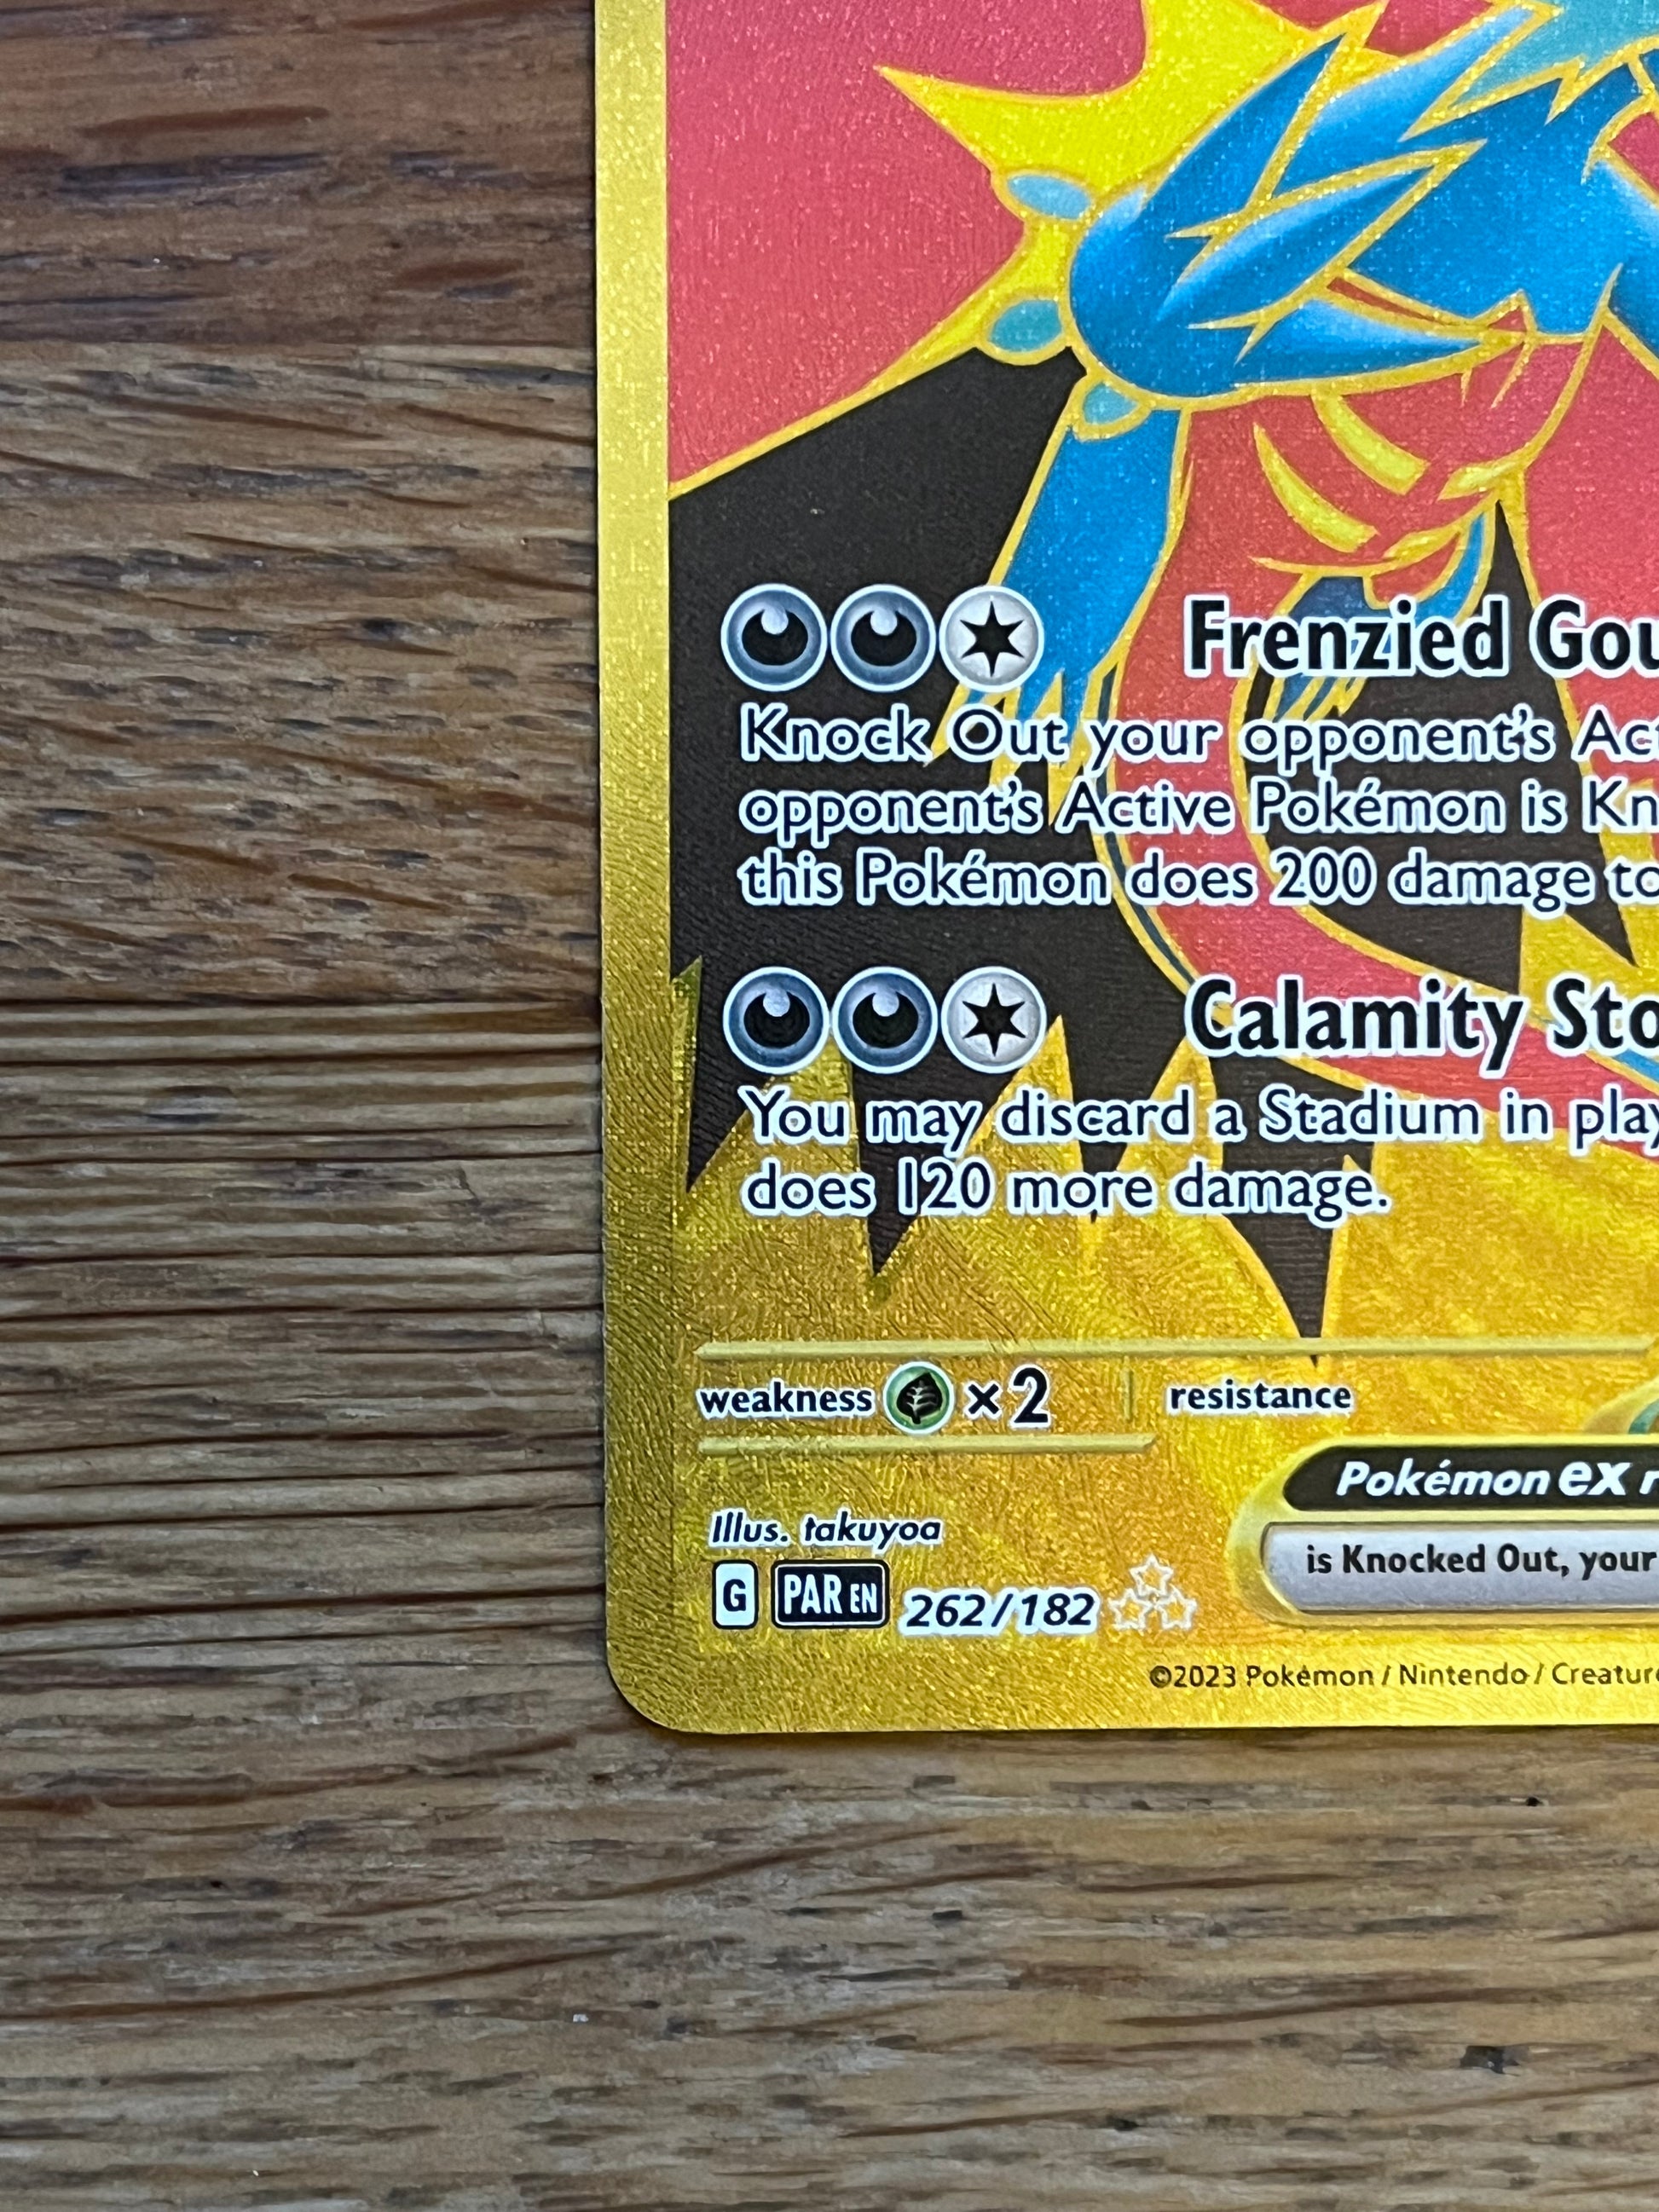 Frenzied Gou
Knock Out your opponent's Act
opponent's Active Pokémon is Kn
this Pokémon does 200 damage to
Calamity Sto
You may discard a Stadium in play
does 120 more damage.
weakness ×2 resistance
Pokémon ex r
Illus. takuyoa
is Knocked Out, your
G PAR EN 262/182
©2023 Pokémon / Nintendo / Creature